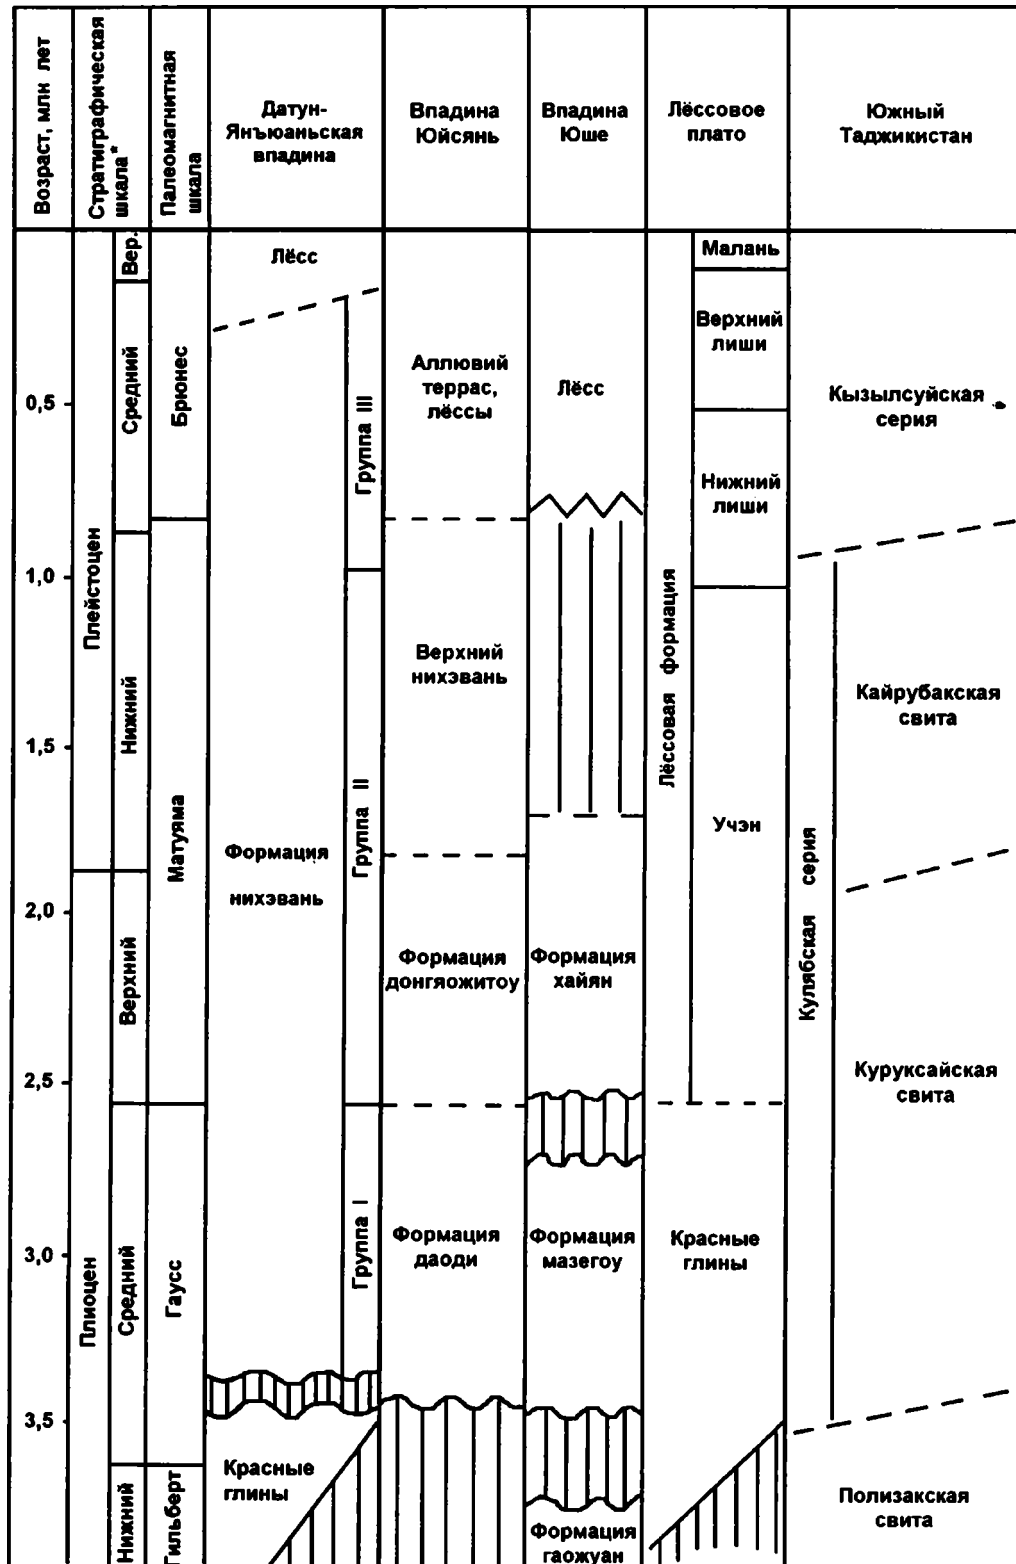 Возраст, млн лет
Стратиграфическая
шкала*
Палеомагнитная
шкала
Датун-
Янъюаньская
впадина
Впадина
Юйсянь
Впадина
Юше
Лёссовое
плато
Южный
Таджикистан
0,5
1,0
1,5
2,0
2,5
3,0
3,5
Плейстоцен
Плиоцен
Вер.
Средний
Нижний
Верхний
Средний
Нижний
Брюнес
Матуяма
Гаусс
Гильберт
Лёсс
Формация
нихэвань
Группа III
Группа II
Группа I
Красные
глины
Аллювий
террас,
лёссы
Верхний
нихэвань
Формация
донгяожитоу
Формация
даоди
Лёсс
Формация
хайян
Формация
мазегоу
Формация
гаожуан
Лёссовая формация
Малань
Верхний
лиши
Нижний
лиши
Учэн
Красные
глины
Кызылсуйская
серия
Кулябская серия
Кайрубакская
свита
Куруксайская
свита
Полизакская
свита